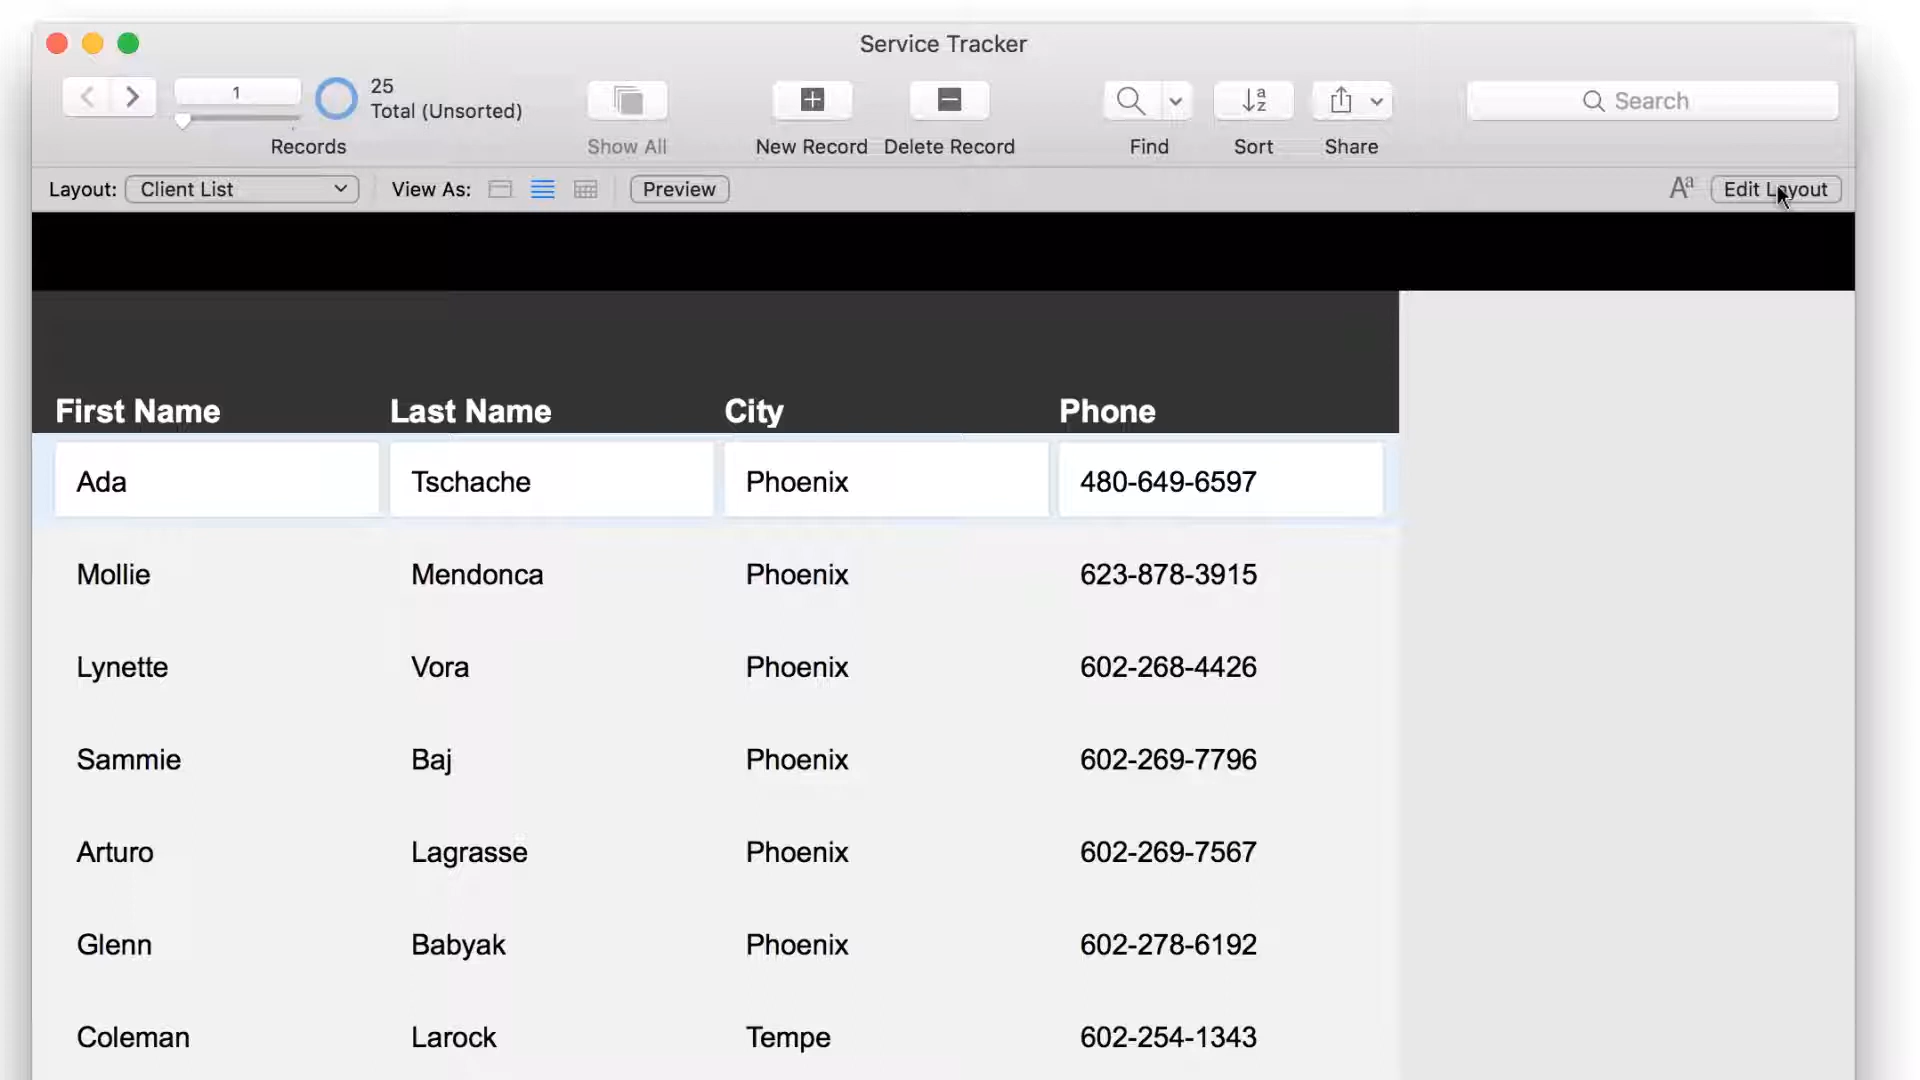 Service Tracker
1
25
Total (Unsorted)
Records
Show All
New Record
Delete Record
Find
Sort
Share
Search
Layout: Client List
View As:
Preview
Aa
Edit Layout
First Name Last Name City Phone
Ada Tschache Phoenix 480-649-6597
Mollie Mendonca Phoenix 623-878-3915
Lynette Vora Phoenix 602-268-4426
Sammie Baj Phoenix 602-269-7796
Arturo Lagrasse Phoenix 602-269-7567
Glenn Babyak Phoenix 602-278-6192
Coleman Larock Tempe 602-254-1343